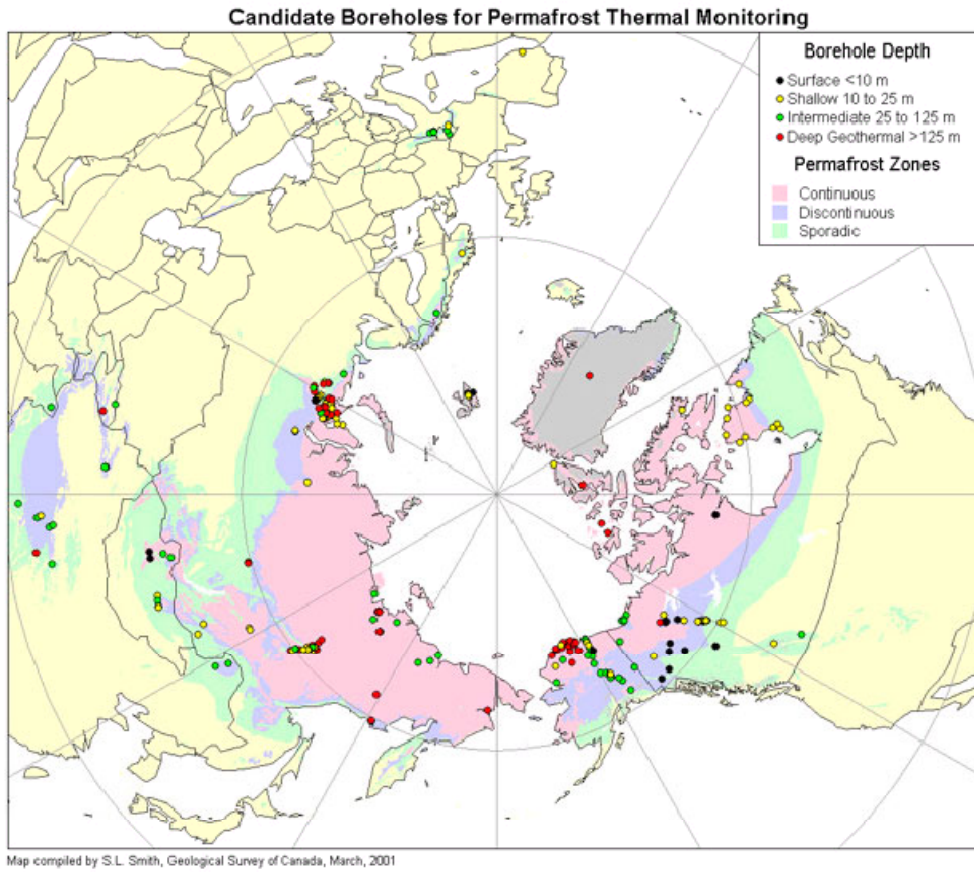 Candidate Boreholes for Permafrost Thermal Monitoring
Borehole Depth
Surface <10 m
Shallow 10 to 25 m
Intermediate 25 to 125 m
Deep Geothermal >125 m
Permafrost Zones
Continuous
Discontinuous
Sporadic
Map compiled by S.L. Smith, Geological Survey of Canada, March, 2001